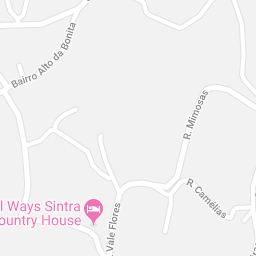 Bairro Alto da Bonita
R. Mimosas
R. Camélias
l Ways Sintra
ountry House
Vale Flores